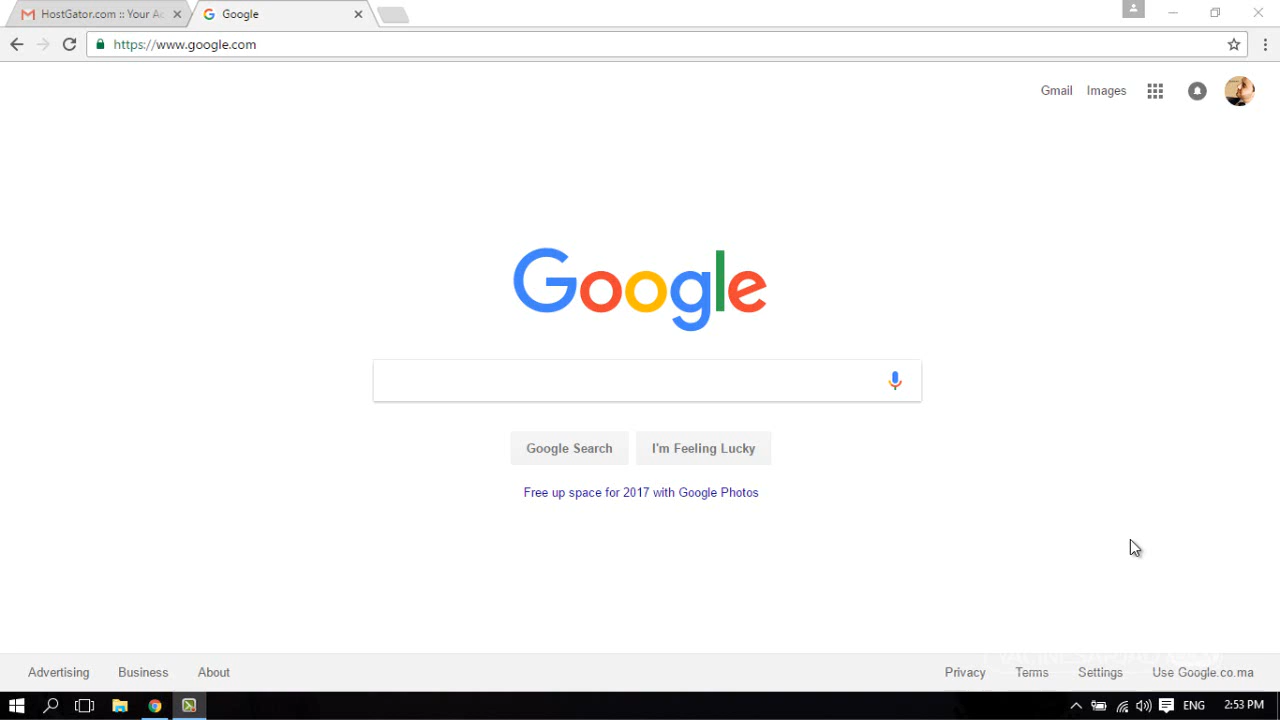 HostGator.com :: Your Ac
Google
https://www.google.com
Gmail Images
Google
Google Search I'm Feeling Lucky
Free up space for 2017 with Google Photos
Advertising Business About Privacy Terms Settings Use Google.co.ma
ENG 2:53 PM